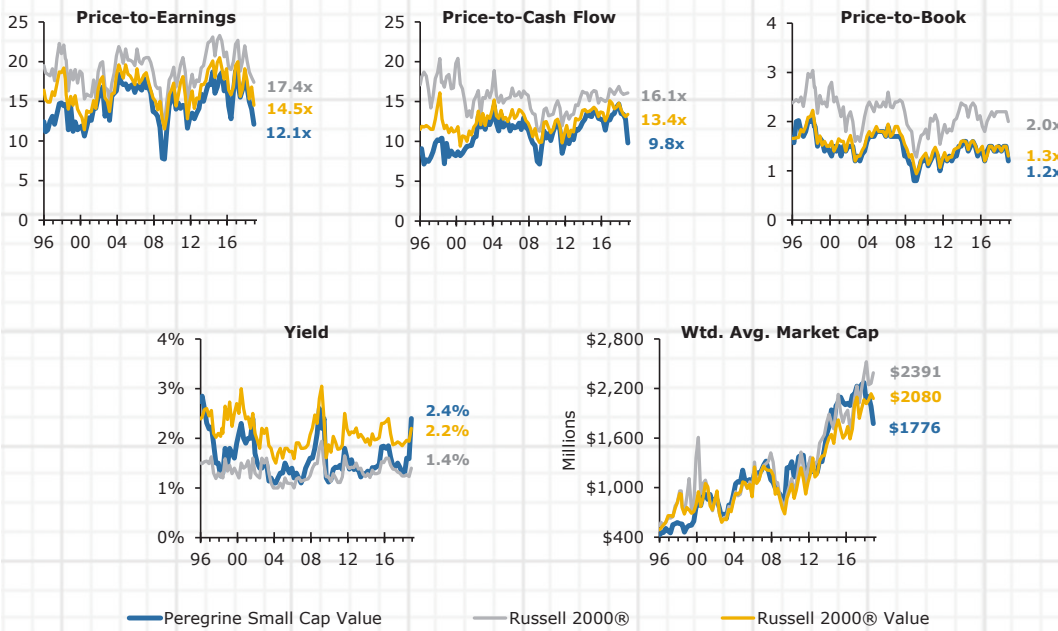 Price-to-Earnings
25
20
15
10
5
0
96 00 04 08 12 16
17.4x
14.5x
12.1x
Price-to-Cash Flow
25
20
15
10
5
0
96 00 04 08 12 16
16.1x
13.4x
9.8x
Price-to-Book
4
3
2
1
0
96 00 04 08 12 16
2.0x
1.3x
1.2x
Yield
4%
3%
2%
1%
0%
96 00 04 08 12 16
2.4%
2.2%
1.4%
Wtd. Avg. Market Cap
Millions
$2,800
$2,200
$1,600
$1,000
$400
96 00 04 08 12 16
$2391
$2080
$1776
Peregrine Small Cap Value Russell 2000® Russell 2000® Value